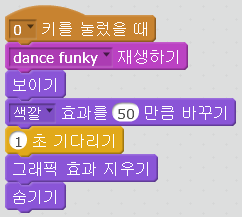 0 키를 눌렀을 때
dance funky 재생하기
보이기
색깔 효과를 50 만큼 바꾸기
1 초 기다리기
그래픽 효과 지우기
숨기기